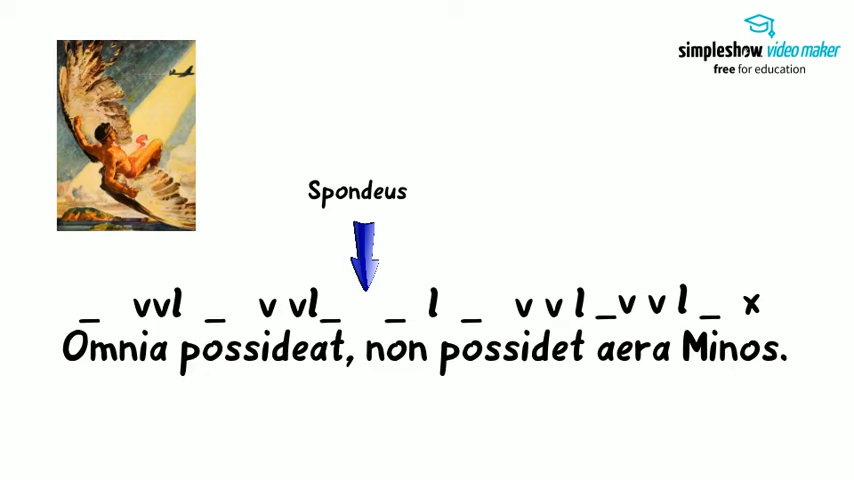 simpleshow video maker
free for education
Spondeus
_ vvl _ v vl_ _ l _ v v l _v v l _ x
Omnia possideat, non possidet aera Minos.